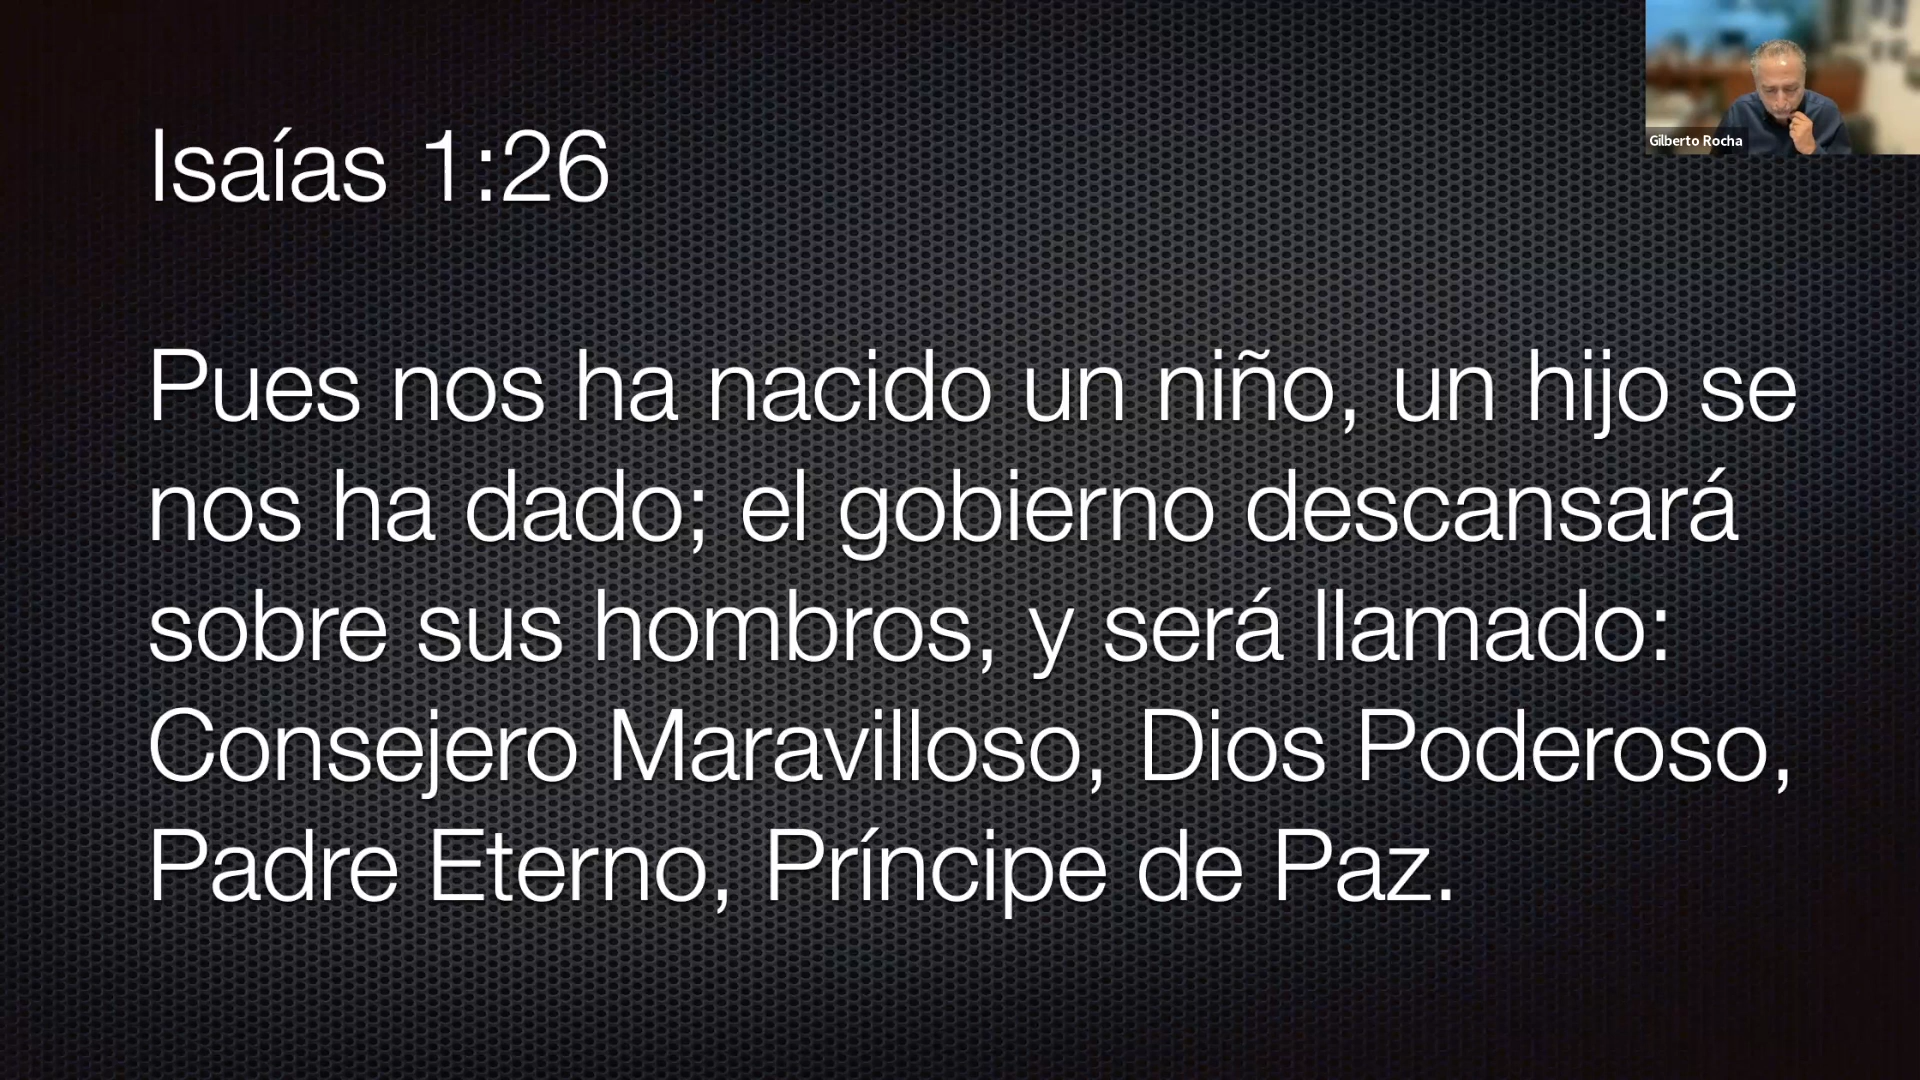 Isaías 1:26
Pues nos ha nacido un niño, un hijo se
nos ha dado; el gobierno descansará
sobre sus hombros, y será llamado:
Consejero Maravilloso, Dios Poderoso,
Padre Eterno, Príncipe de Paz.
Gilberto Rocha